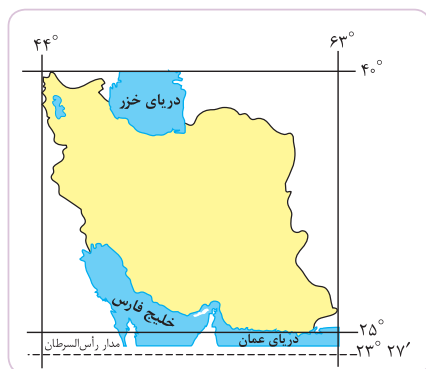 ۴۴°
۶۳°
۴۰°
دریای خزر
خلیج فارس
دریای عمان
۲۵°
مدار رأس‌السرطان
۲۳° ۲۷′